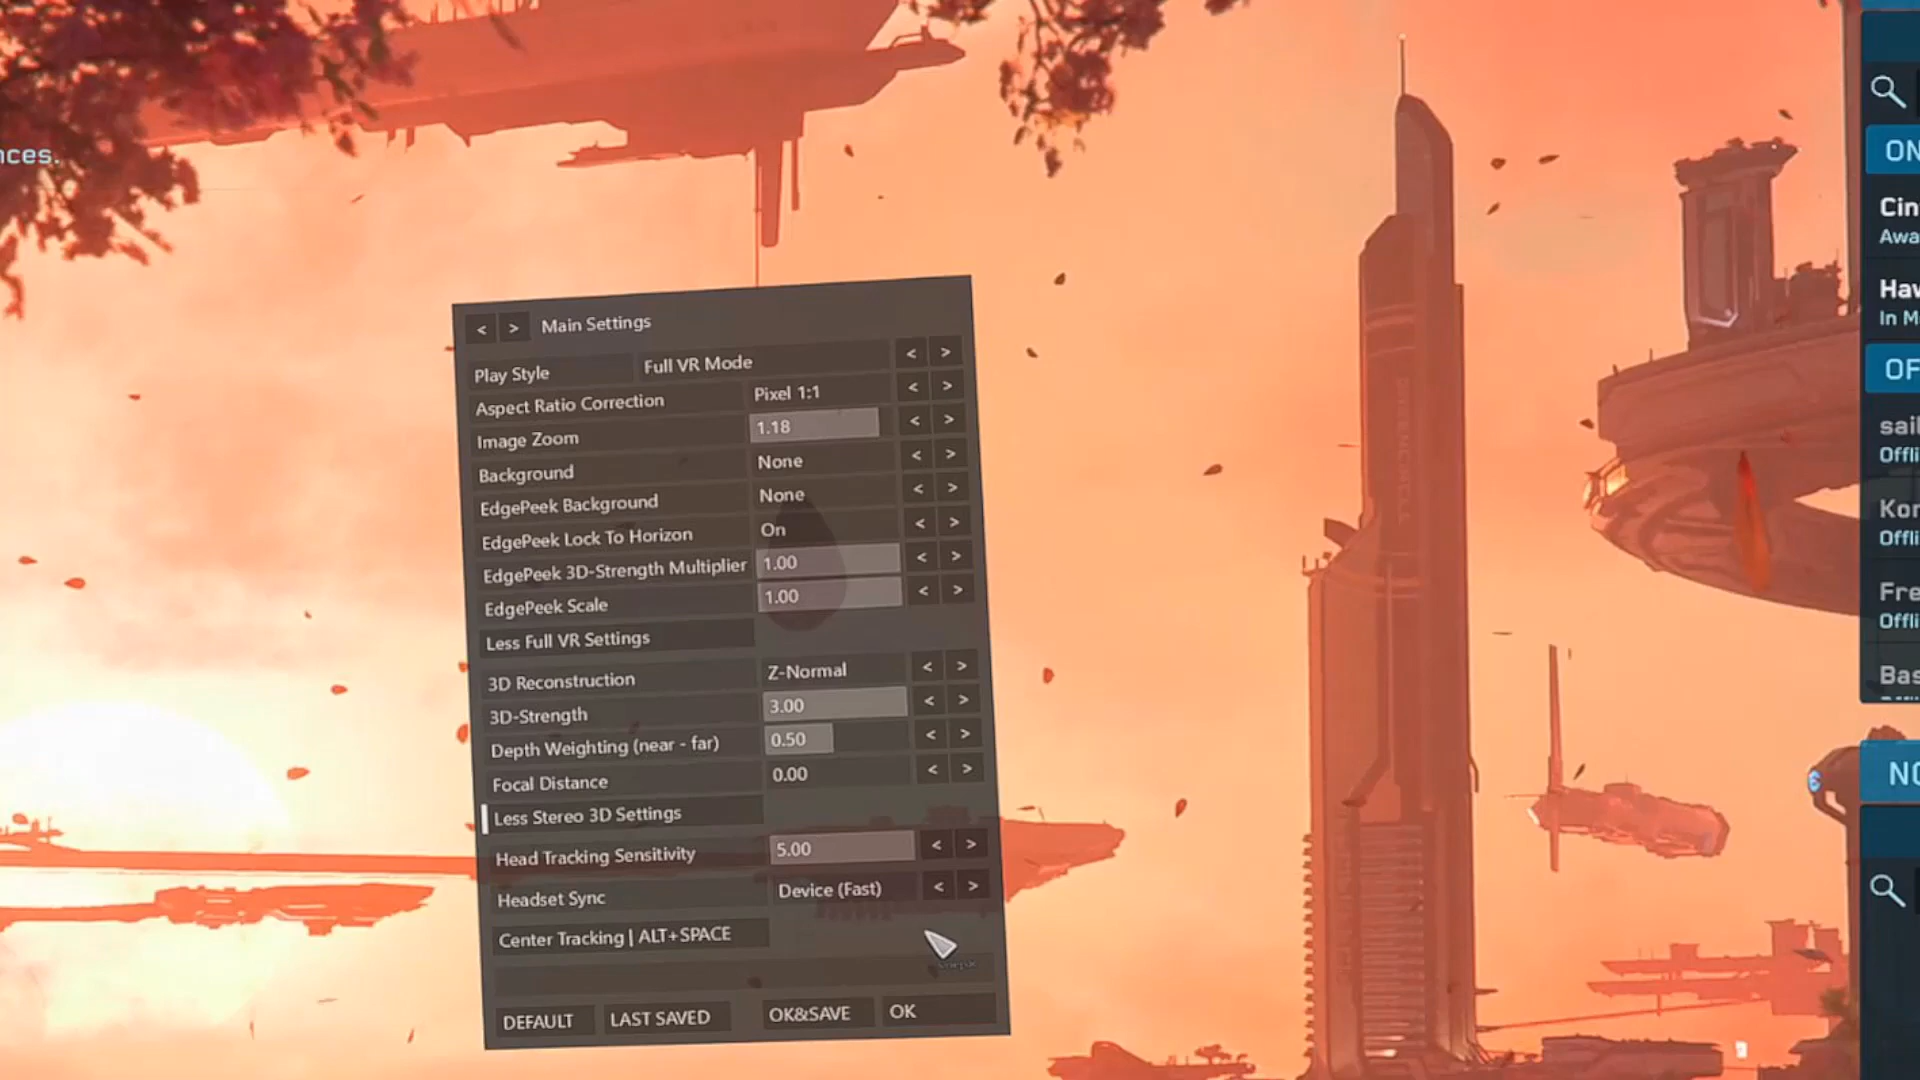 nces.
< > Main Settings
Play Style Full VR Mode < >
Aspect Ratio Correction Pixel 1:1 < >
Image Zoom 1.18 < >
Background None < >
EdgePeek Background None < >
EdgePeek Lock To Horizon On < >
EdgePeek 3D-Strength Multiplier 1.00 < >
EdgePeek Scale 1.00 < >
Less Full VR Settings
3D Reconstruction Z-Normal < >
3D-Strength 3.00 < >
Depth Weighting (near - far) 0.50 < >
Focal Distance 0.00 < >
Less Stereo 3D Settings
Head Tracking Sensitivity 5.00 < >
Headset Sync Device (Fast) < >
Center Tracking | ALT+SPACE
DEFAULT LAST SAVED OK&SAVE OK
ON
Cin
Awa
Hav
In M
OF
sail
Offli
Kor
Offli
Fre
Offli
Bas
NO